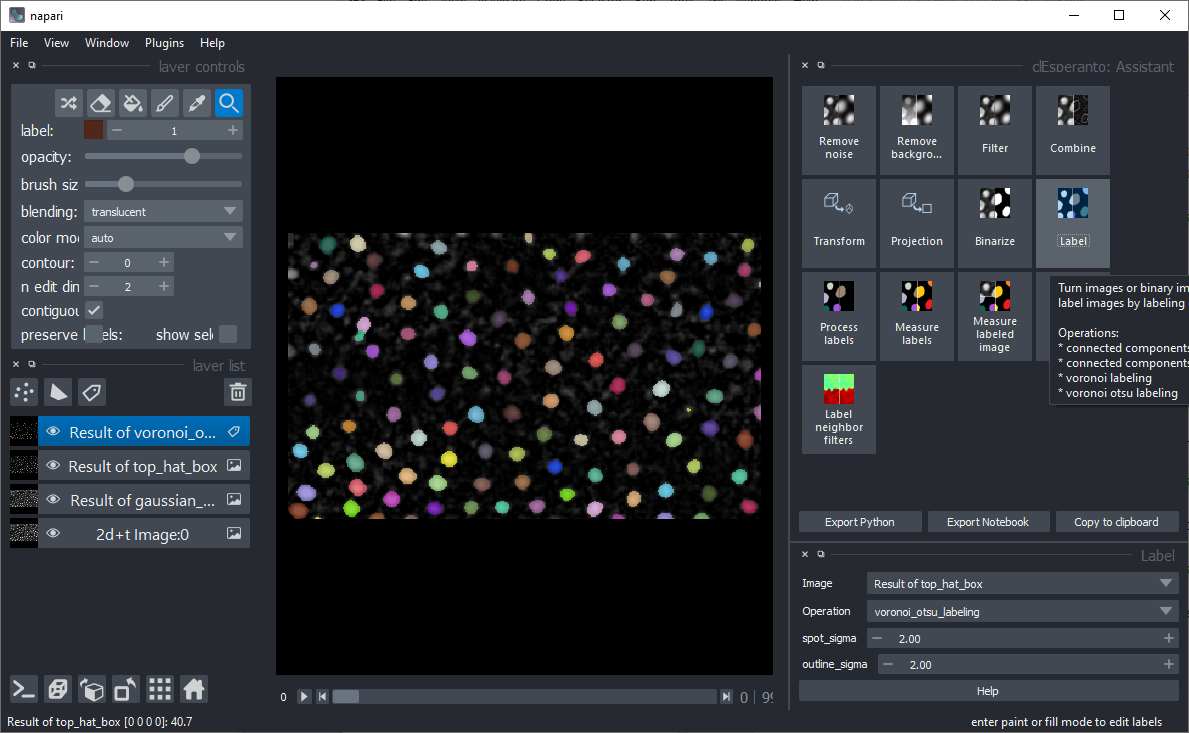 napari
File View Window Plugins Help
layer controls
label: 1
opacity:
brush siz
blending: translucent
color mo auto
contour: 0
n edit din 2
contiguou
preserve l els: show sel
layer list
Result of voronoi_o...
Result of top_hat_box
Result of gaussian_...
2d+t Image:0
0 0 99
Result of top_hat_box [0 0 0 0]: 40.7
clEsperanto: Assistant
Remove noise
Remove backgro...
Filter
Combine
Transform
Projection
Binarize
Label
Process labels
Measure labels
Measure labeled image
Label neighbor filters
Turn images or binary im
label images by labeling
Operations:
* connected components
* connected components
* voronoi labeling
* voronoi otsu labeling
Export Python Export Notebook Copy to clipboard
Label
Image Result of top_hat_box
Operation voronoi_otsu_labeling
spot_sigma 2.00
outline_sigma 2.00
Help
enter paint or fill mode to edit labels